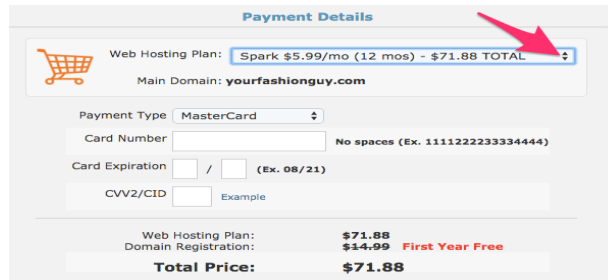 Payment Details
Web Hosting Plan: Spark $5.99/mo (12 mos) - $71.88 TOTAL
Main Domain: yourfashionguy.com
Payment Type MasterCard
Card Number No spaces (Ex. 1111222233334444)
Card Expiration / (Ex. 08/21)
CVV2/CID Example
Web Hosting Plan: $71.88
Domain Registration: $14.99 First Year Free
Total Price: $71.88